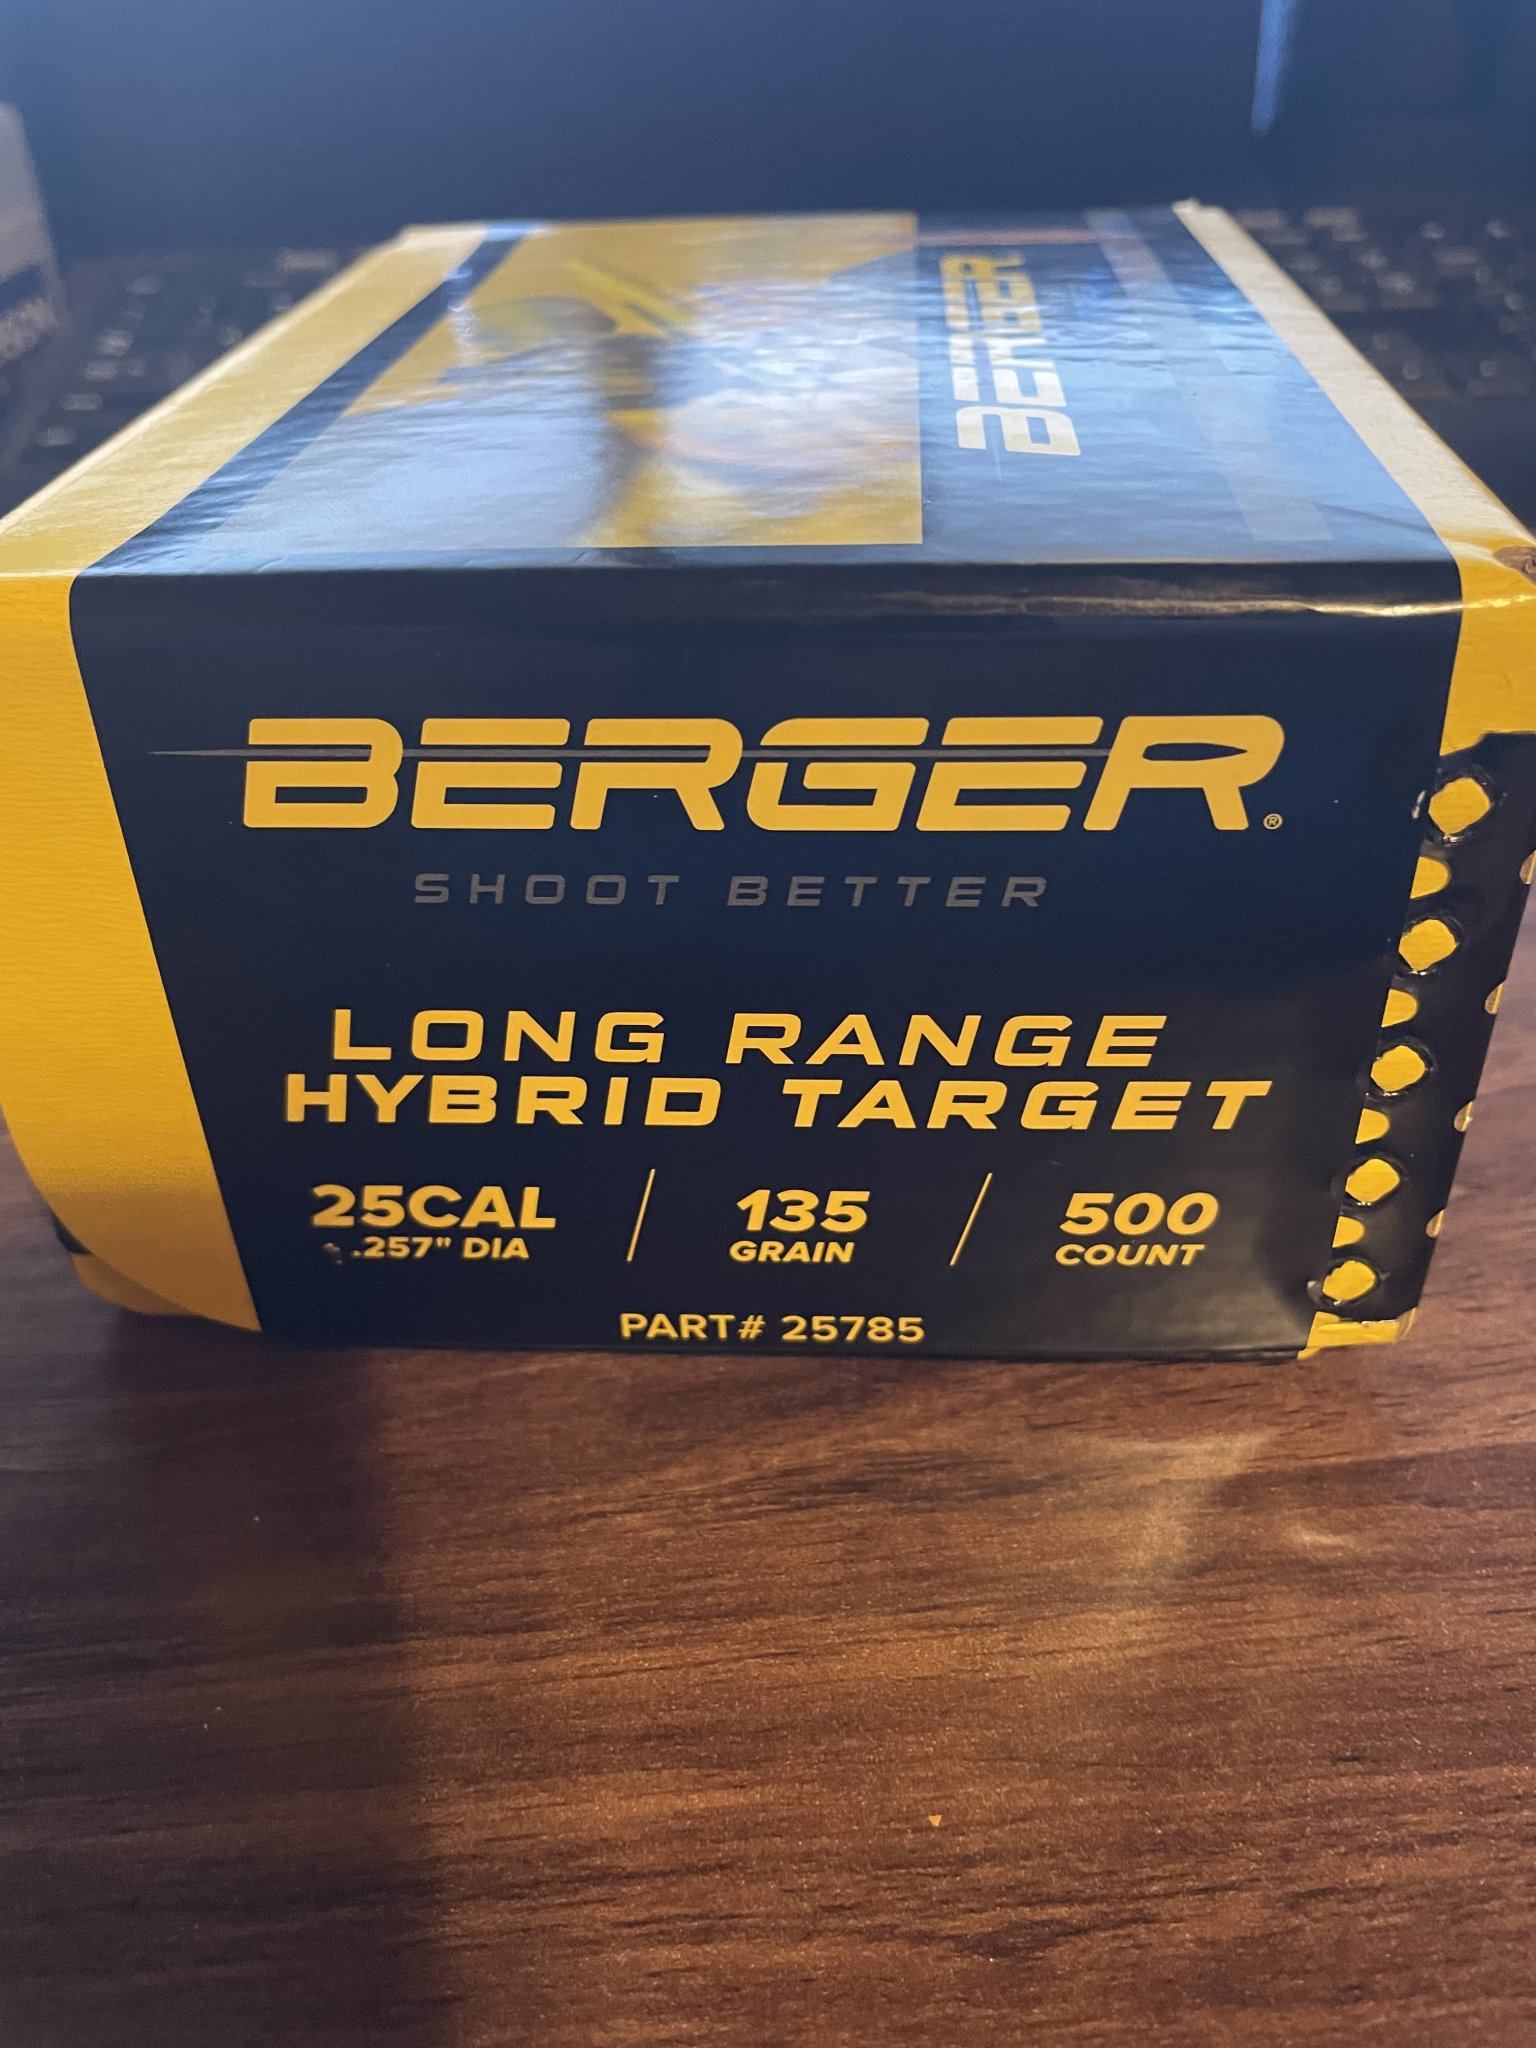 BERGER
BERGER®
SHOOT BETTER
LONG RANGE
HYBRID TARGET
25CAL
.257" DIA
135
GRAIN
500
COUNT
PART# 25785